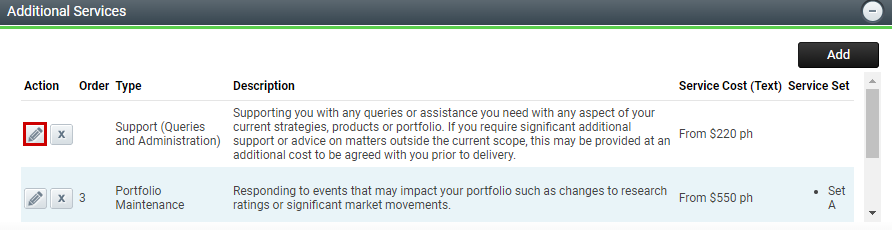 Additional Services
Add
Action Order Type Description Service Cost (Text) Service Set
Support (Queries
and Administration)
Supporting you with any queries or assistance you need with any aspect of your
current strategies, products or portfolio. If you require significant additional
support or advice on matters outside the current scope, this may be provided at an
additional cost to be agreed with you prior to delivery.
From $220 ph
x
x
3
Portfolio
Maintenance
Responding to events that may impact your portfolio such as changes to research
ratings or significant market movements.
From $550 ph
• Set
A